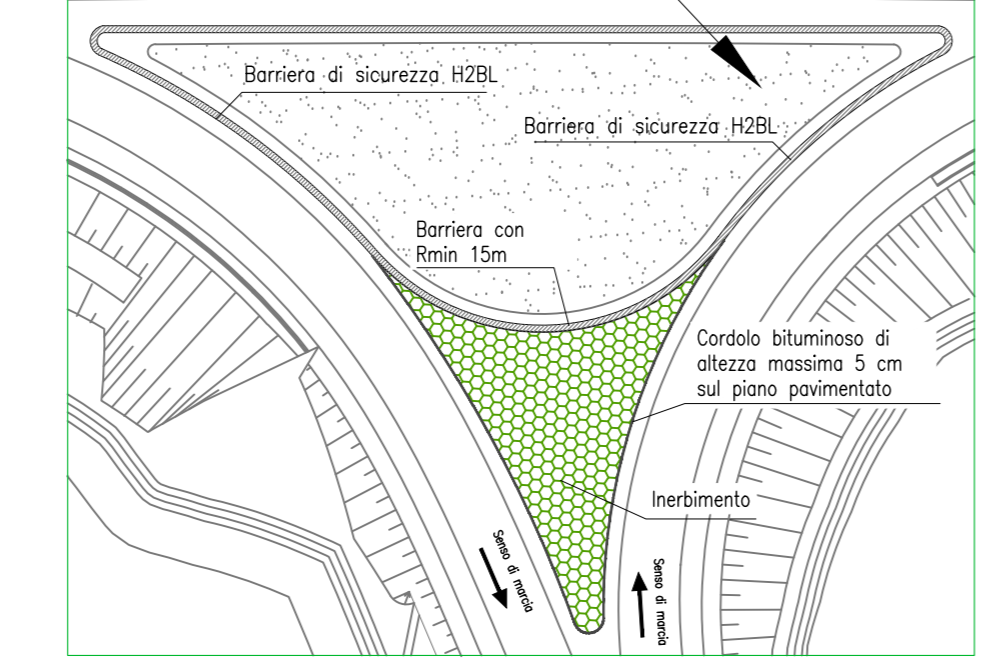 Barriera di sicurezza H2BL
Barriera di sicurezza H2BL
Barriera con
Rmin 15m
Cordolo bituminoso di
altezza massima 5 cm
sul piano pavimentato
Inerbimento
Senso di marcia
Senso di marcia